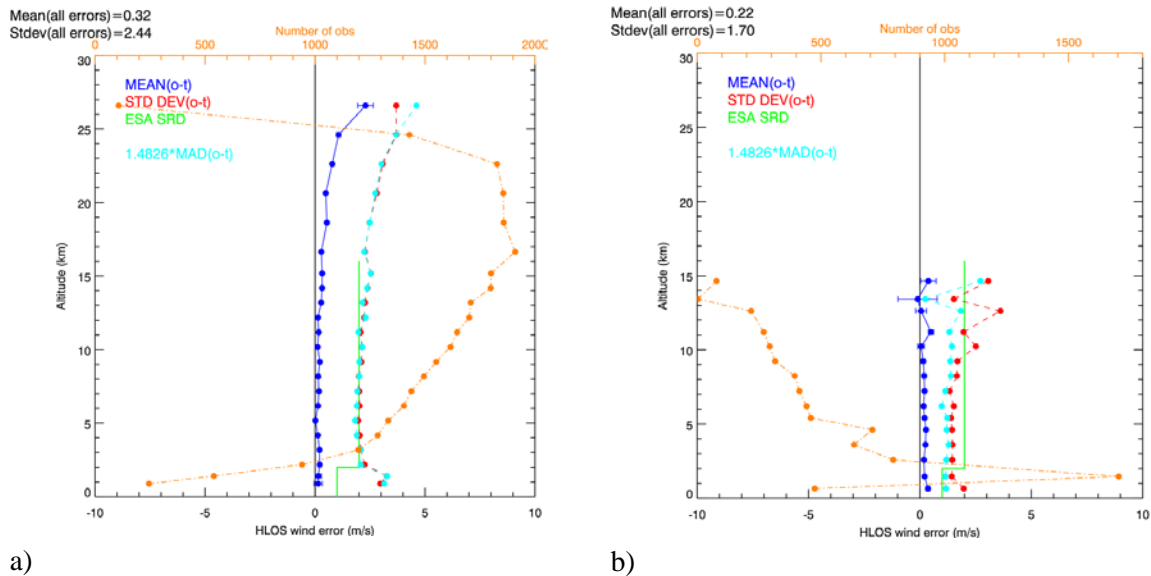 Mean(all errors)=0.32
Stdev(all errors)=2.44
Number of obs
0 500 1000 1500 2000
30
25
20
15
10
5
0
Altitude (km)
MEAN(o-t)
STD DEV(o-t)
ESA SRD
1.4826*MAD(o-t)
-10 -5 0 5 10
HLOS wind error (m/s)
a)
Mean(all errors)=0.22
Stdev(all errors)=1.70
Number of obs
0 500 1000 1500
30
25
20
15
10
5
0
Altitude (km)
MEAN(o-t)
STD DEV(o-t)
ESA SRD
1.4826*MAD(o-t)
-10 -5 0 5 10
HLOS wind error (m/s)
b)